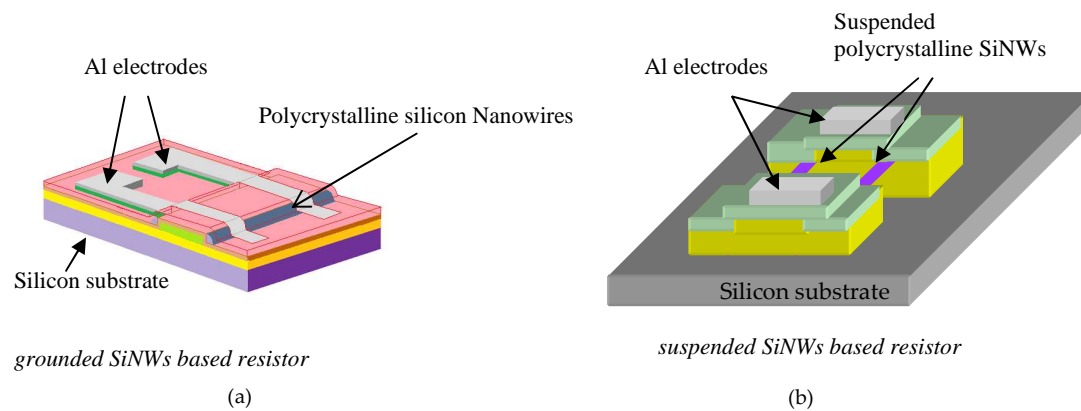 Al electrodes
Polycrystalline silicon Nanowires
Silicon substrate
grounded SiNWs based resistor
(a)
Suspended
polycrystalline SiNWs
Al electrodes
Silicon substrate
suspended SiNWs based resistor
(b)